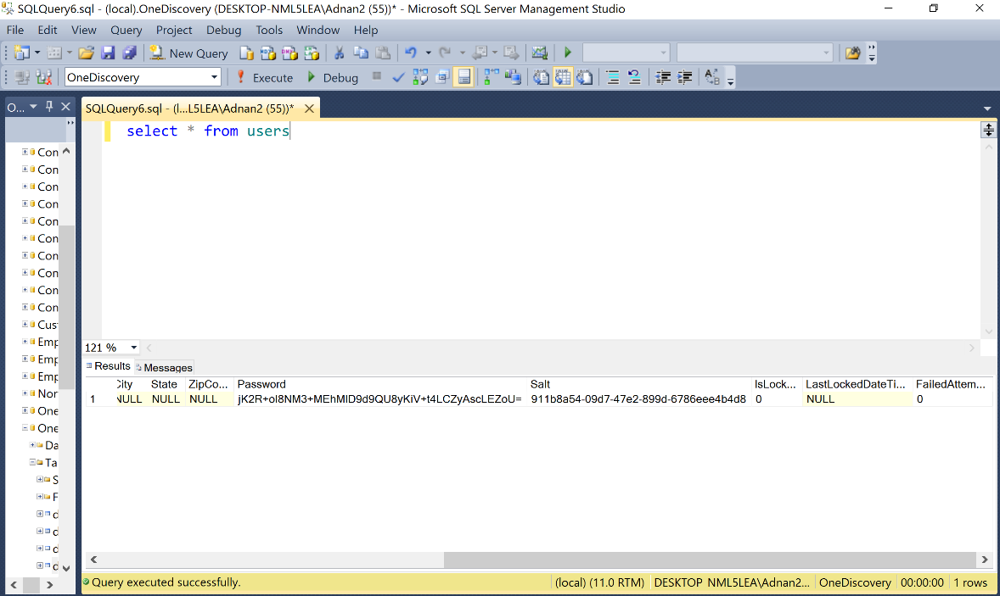 SQLQuery6.sql - (local).OneDiscovery (DESKTOP-NML5LEA\Adnan2 (55))* - Microsoft SQL Server Management Studio
File Edit View Query Project Debug Tools Window Help
New Query
OneDiscovery Execute Debug
O... SQLQuery6.sql - (l...L5LEA\Adnan2 (55))*
select * from users
Con
Con
Con
Con
Con
Con
Con
Con
Con
Con
Cus
Emp
Emp
Emp
Nor
One
One
Da
Ta
S
F
d
d
d
d
121 %
Results Messages
City State ZipCo... Password Salt IsLock... LastLockedDateTi... FailedAttem...
1 NULL NULL NULL jK2R+ol8NM3+MEhMlD9d9QU8yKiV+t4LCZyAscLEZoU= 911b8a54-09d7-47e2-899d-6786eee4b4d8 0 NULL 0
Query executed successfully. (local) (11.0 RTM) DESKTOP NML5LEA\Adnan2... OneDiscovery 00:00:00 1 rows